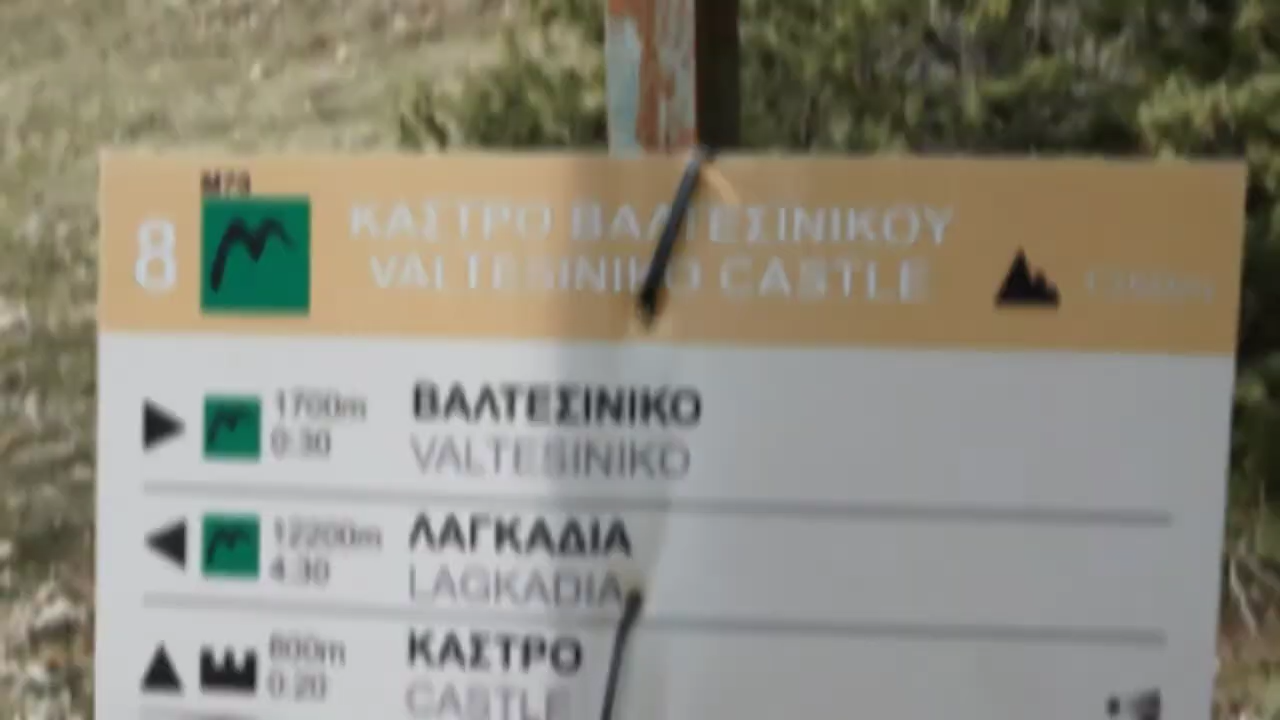 M73
8
ΚΑΣΤΡΟ ΒΑΛΤΕΣΙΝΙΚΟΥ
VALTESINIKO CASTLE
1700m
0:30
ΒΑΛΤΕΣΙΝΙΚΟ
VALTESINIKO
12200m
4:30
ΛΑΓΚΑΔΙΑ
LAGKADIA
800m
0:20
ΚΑΣΤΡΟ
CASTLE